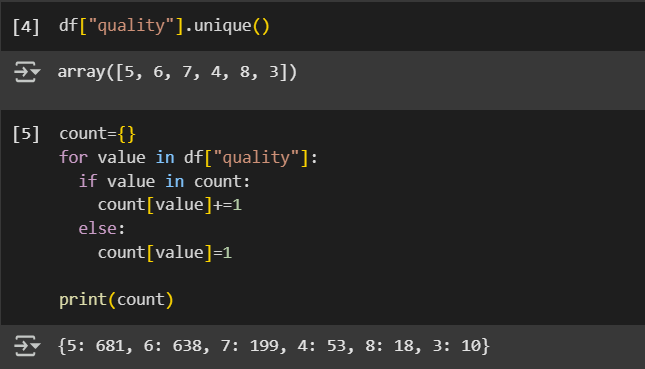 [4] df["quality"].unique()
array([5, 6, 7, 4, 8, 3])
[5] count={}
for value in df["quality"]:
  if value in count:
    count[value]+=1
  else:
    count[value]=1
print(count)
{5: 681, 6: 638, 7: 199, 4: 53, 8: 18, 3: 10}